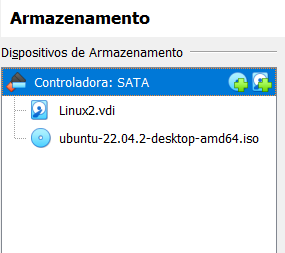 Armazenamento
Dispositivos de Armazenamento
Controladora: SATA
Linux2.vdi
ubuntu-22.04.2-desktop-amd64.iso